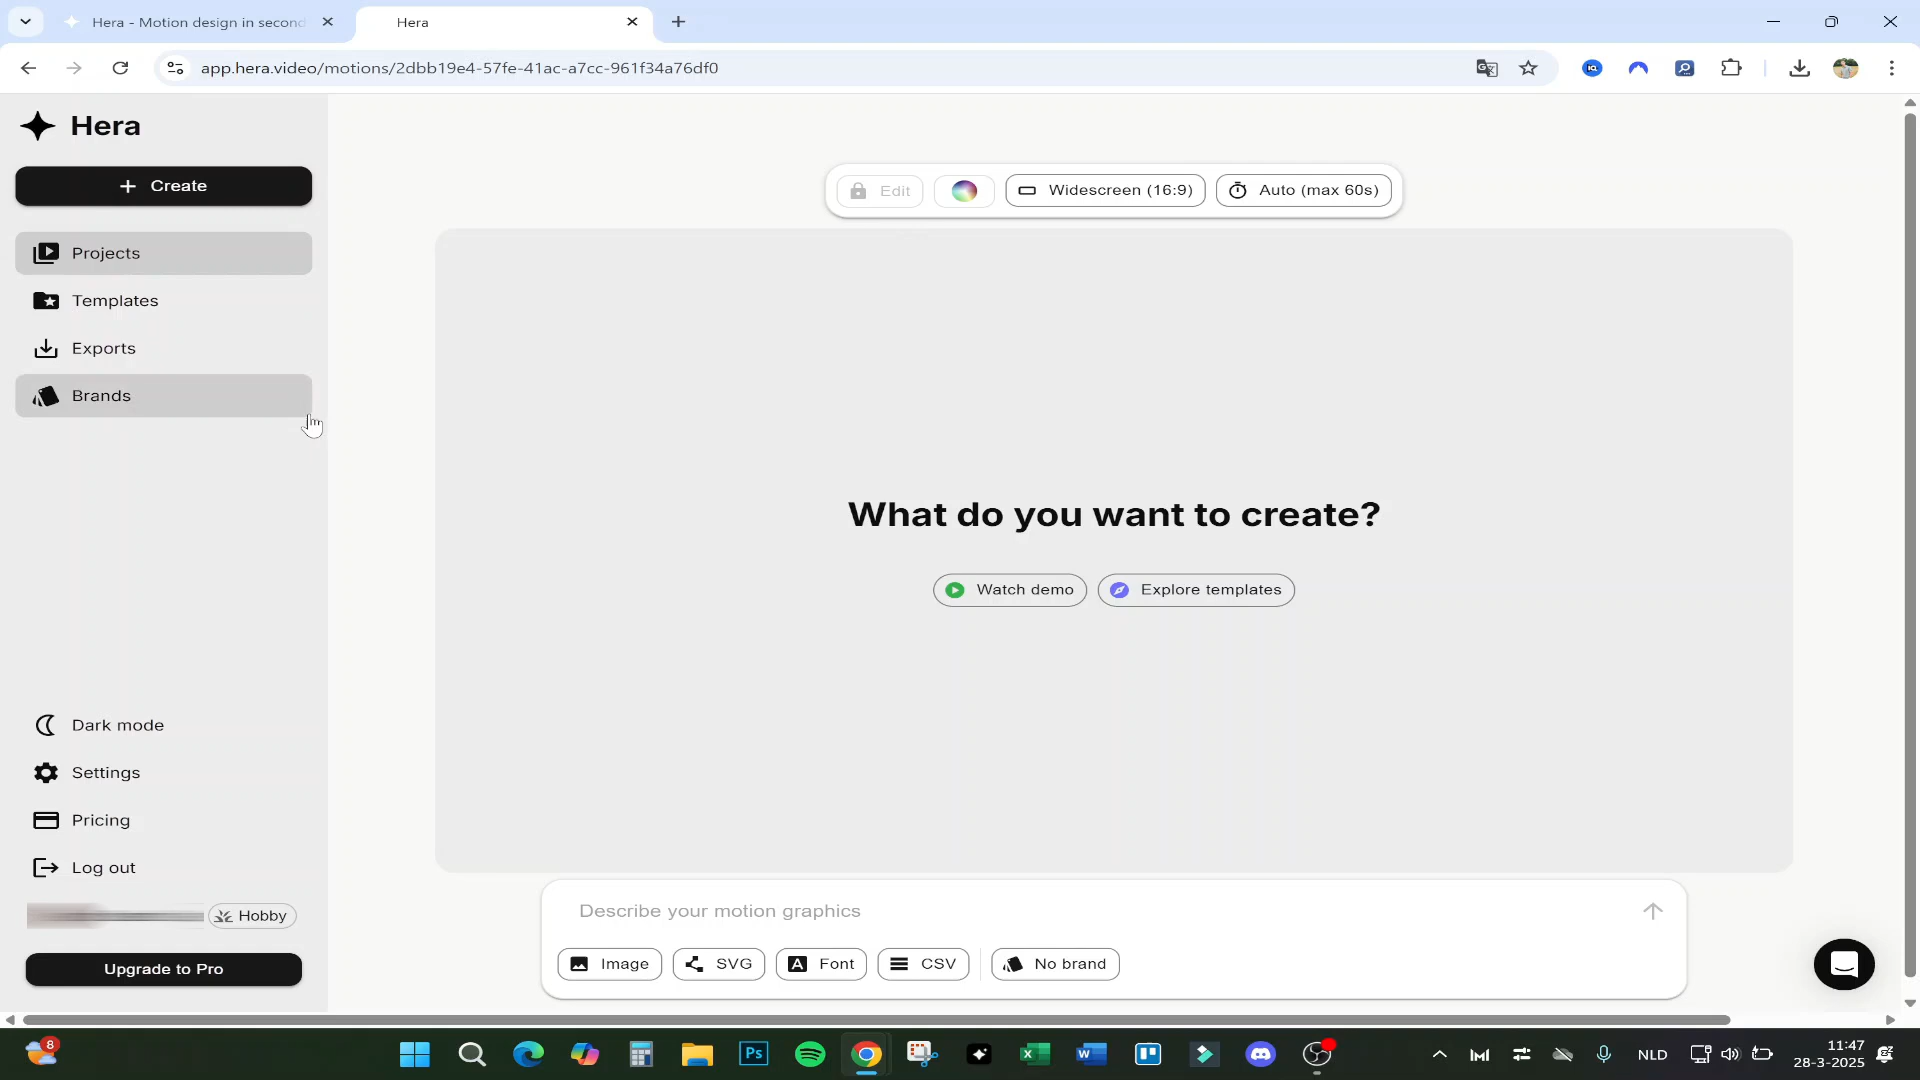 Hera - Motion design in second
Hera
app.hera.video/motions/2dbb19e4-57fe-41ac-a7cc-961f34a76df0
Hera
+ Create
Projects
Templates
Exports
Brands
Edit
Widescreen (16:9)
Auto (max 60s)
What do you want to create?
Watch demo
Explore templates
Dark mode
Settings
Pricing
Log out
Hobby
Upgrade to Pro
Describe your motion graphics
Image
SVG
A Font
CSV
No brand
8
Ps
NLD
11:47
28-3-2025